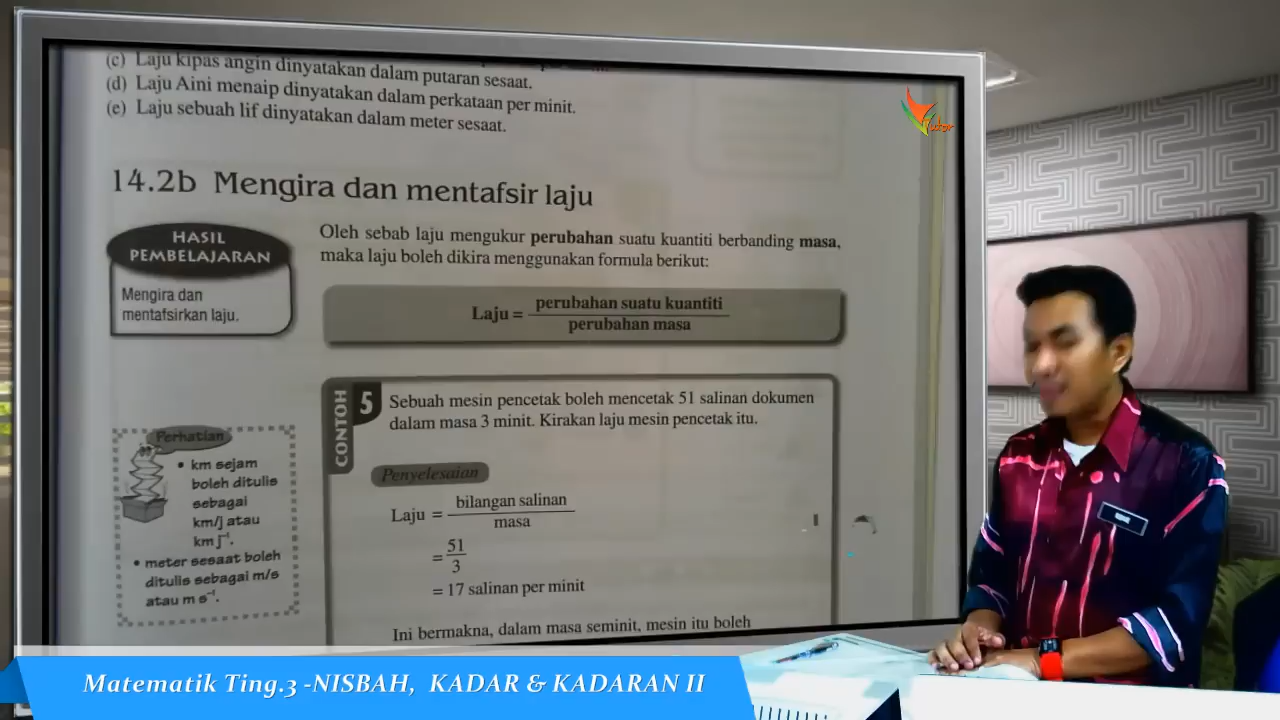 (c) Laju kipas angin dinyatakan dalam putaran sesaat.
(d) Laju Aini menaip dinyatakan dalam perkataan per minit.
(e) Laju sebuah lif dinyatakan dalam meter sesaat.
14.2b Mengira dan mentafsir laju
HASIL
PEMBELAJARAN
Mengira dan
mentafsirkan laju.
Oleh sebab laju mengukur perubahan suatu kuantiti berbanding masa,
maka laju boleh dikira menggunakan formula berikut:
Laju = perubahan suatu kuantiti
perubahan masa
CONTOH 5
Sebuah mesin pencetak boleh mencetak 51 salinan dokumen
dalam masa 3 minit. Kirakan laju mesin pencetak itu.
Penyelesaian
Laju = bilangan salinan
masa
= 51
3
= 17 salinan per minit
Ini bermakna, dalam masa seminit, mesin itu boleh
Perhatian
• km sejam
boleh ditulis
sebagai
km/j atau
km j⁻¹.
• meter sesaat boleh
ditulis sebagai m/s
atau m s⁻¹.
Tutor
Matematik Ting.3 -NISBAH, KADAR & KADARAN II